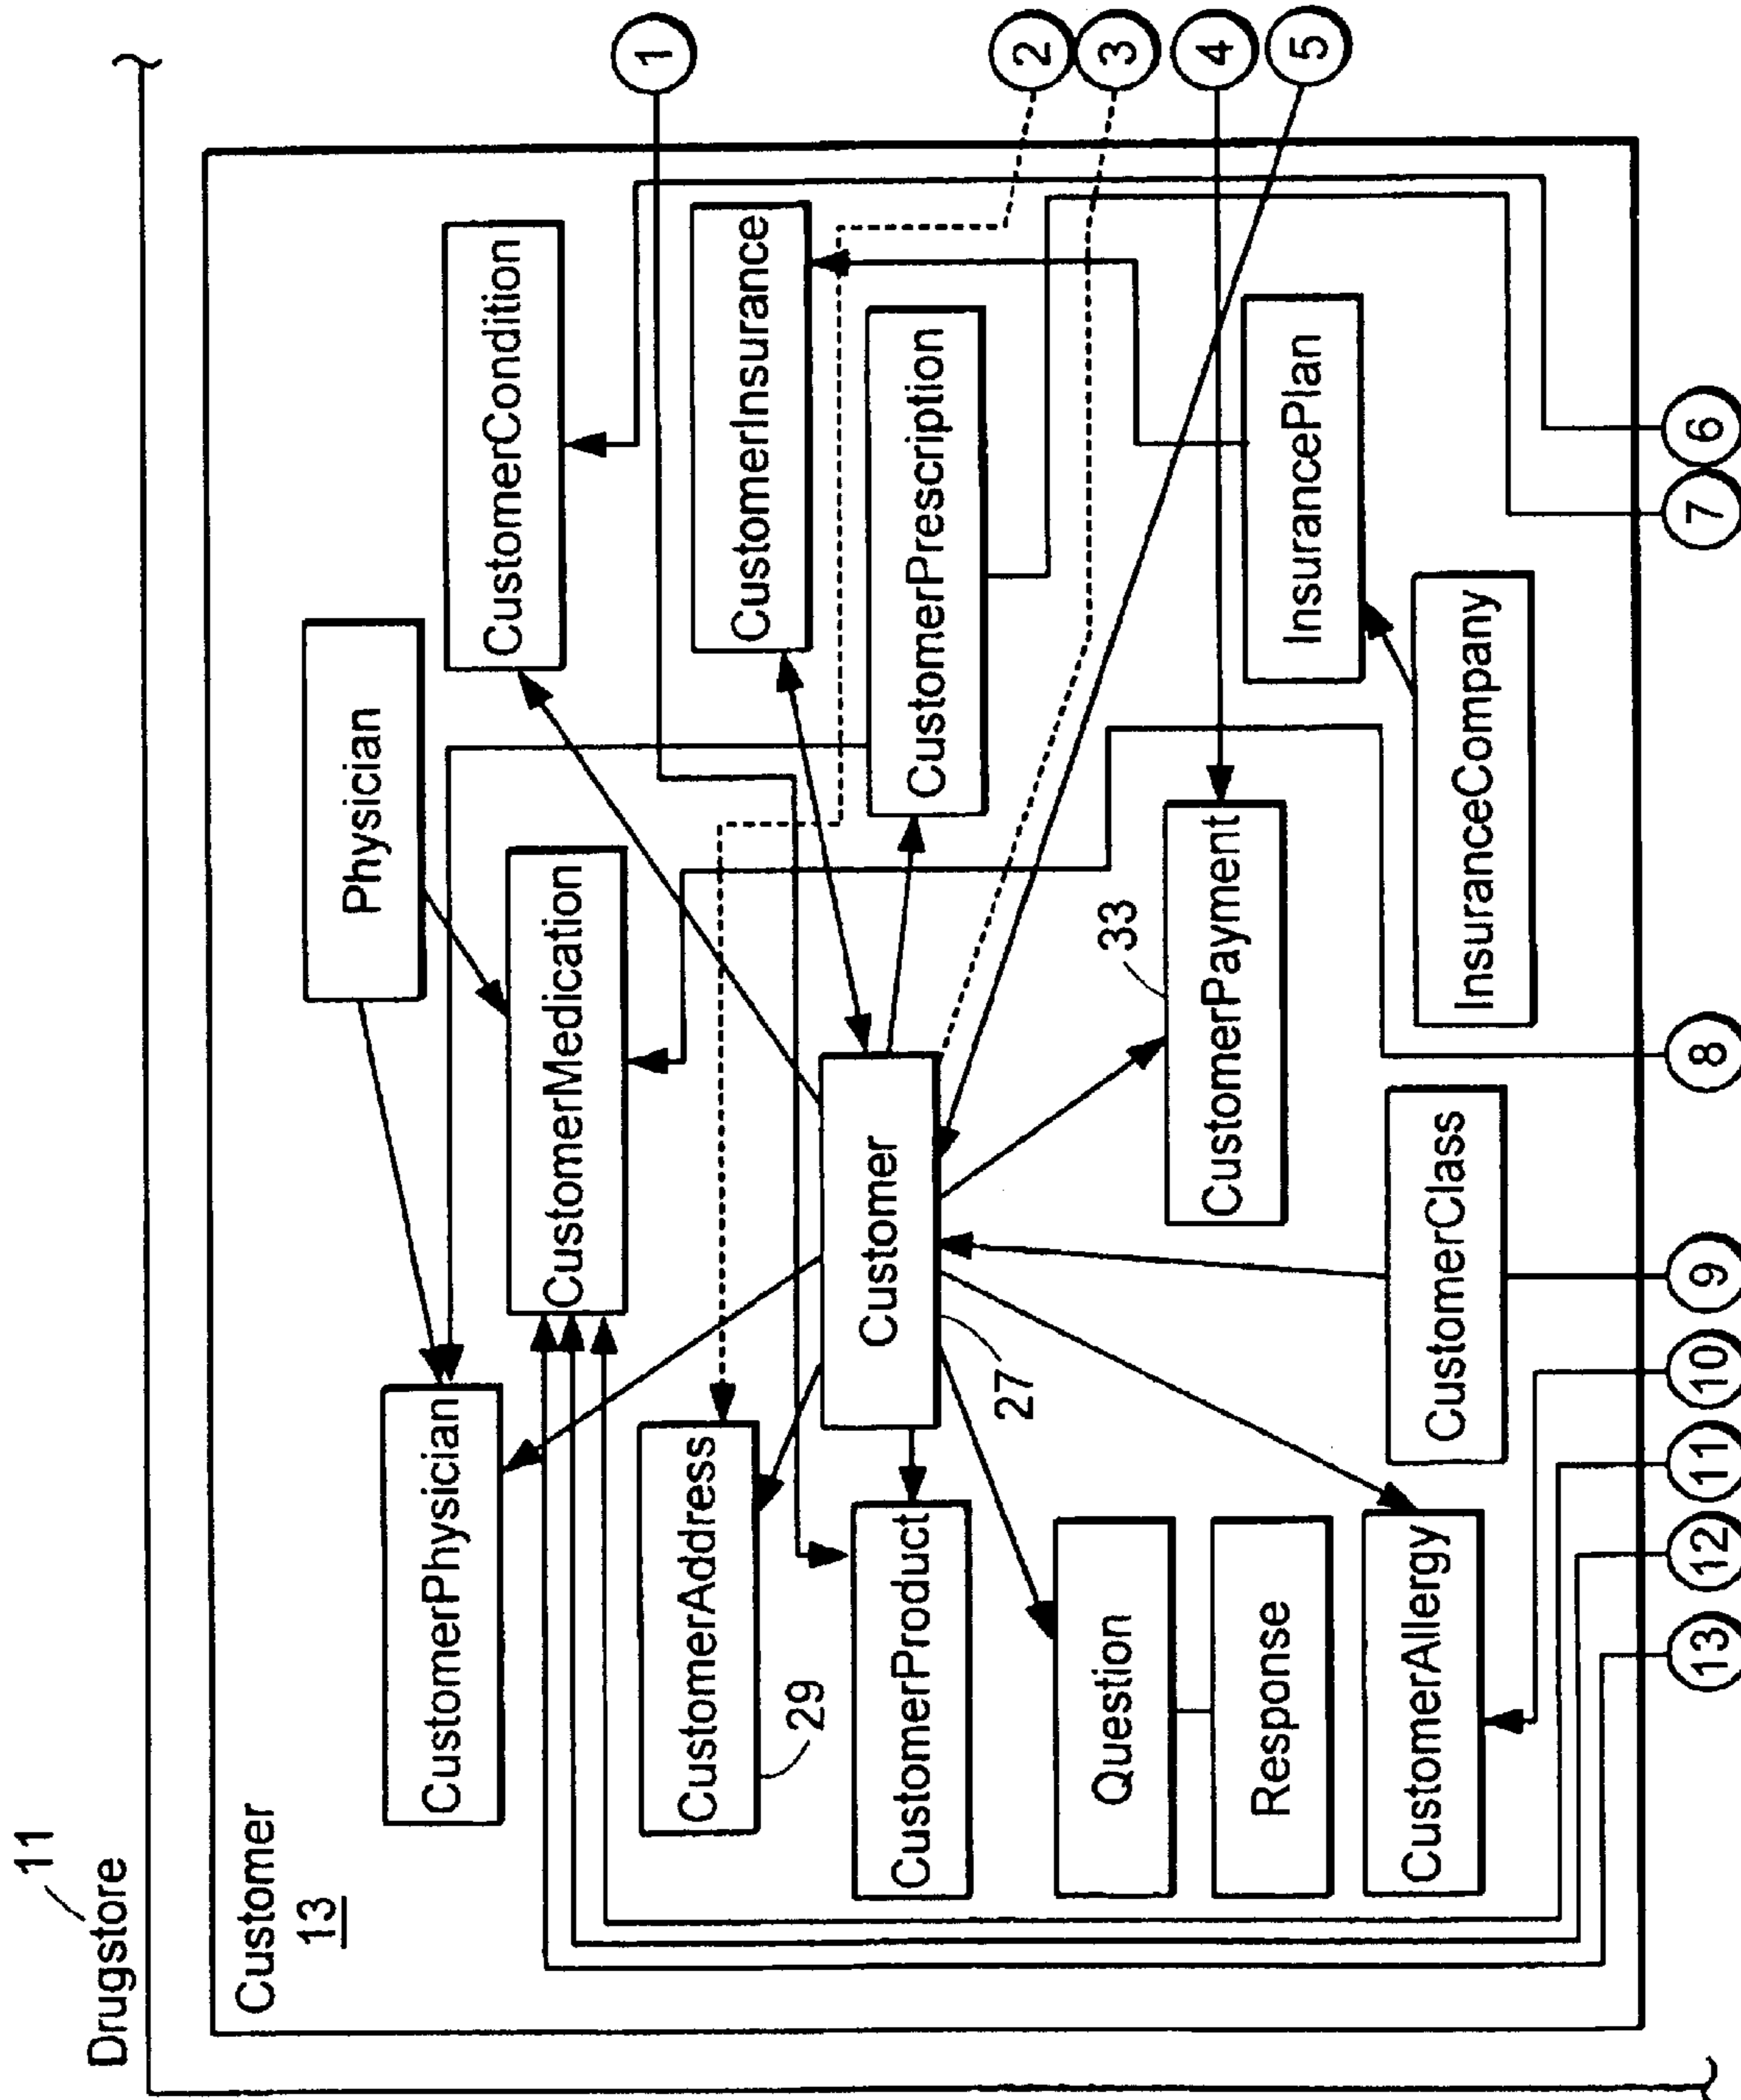 11
Drugstore
Customer
13
Physician
CustomerPhysician
CustomerMedication
CustomerCondition
CustomerAddress
29
CustomerInsurance
1
Customer
27
CustomerProduct
CustomerPrescription
2
3
Question
Response
33
CustomerPayment
4
InsurancePlan
5
CustomerAllergy
CustomerClass
InsuranceCompany
13
12
11
10
9
8
7
6